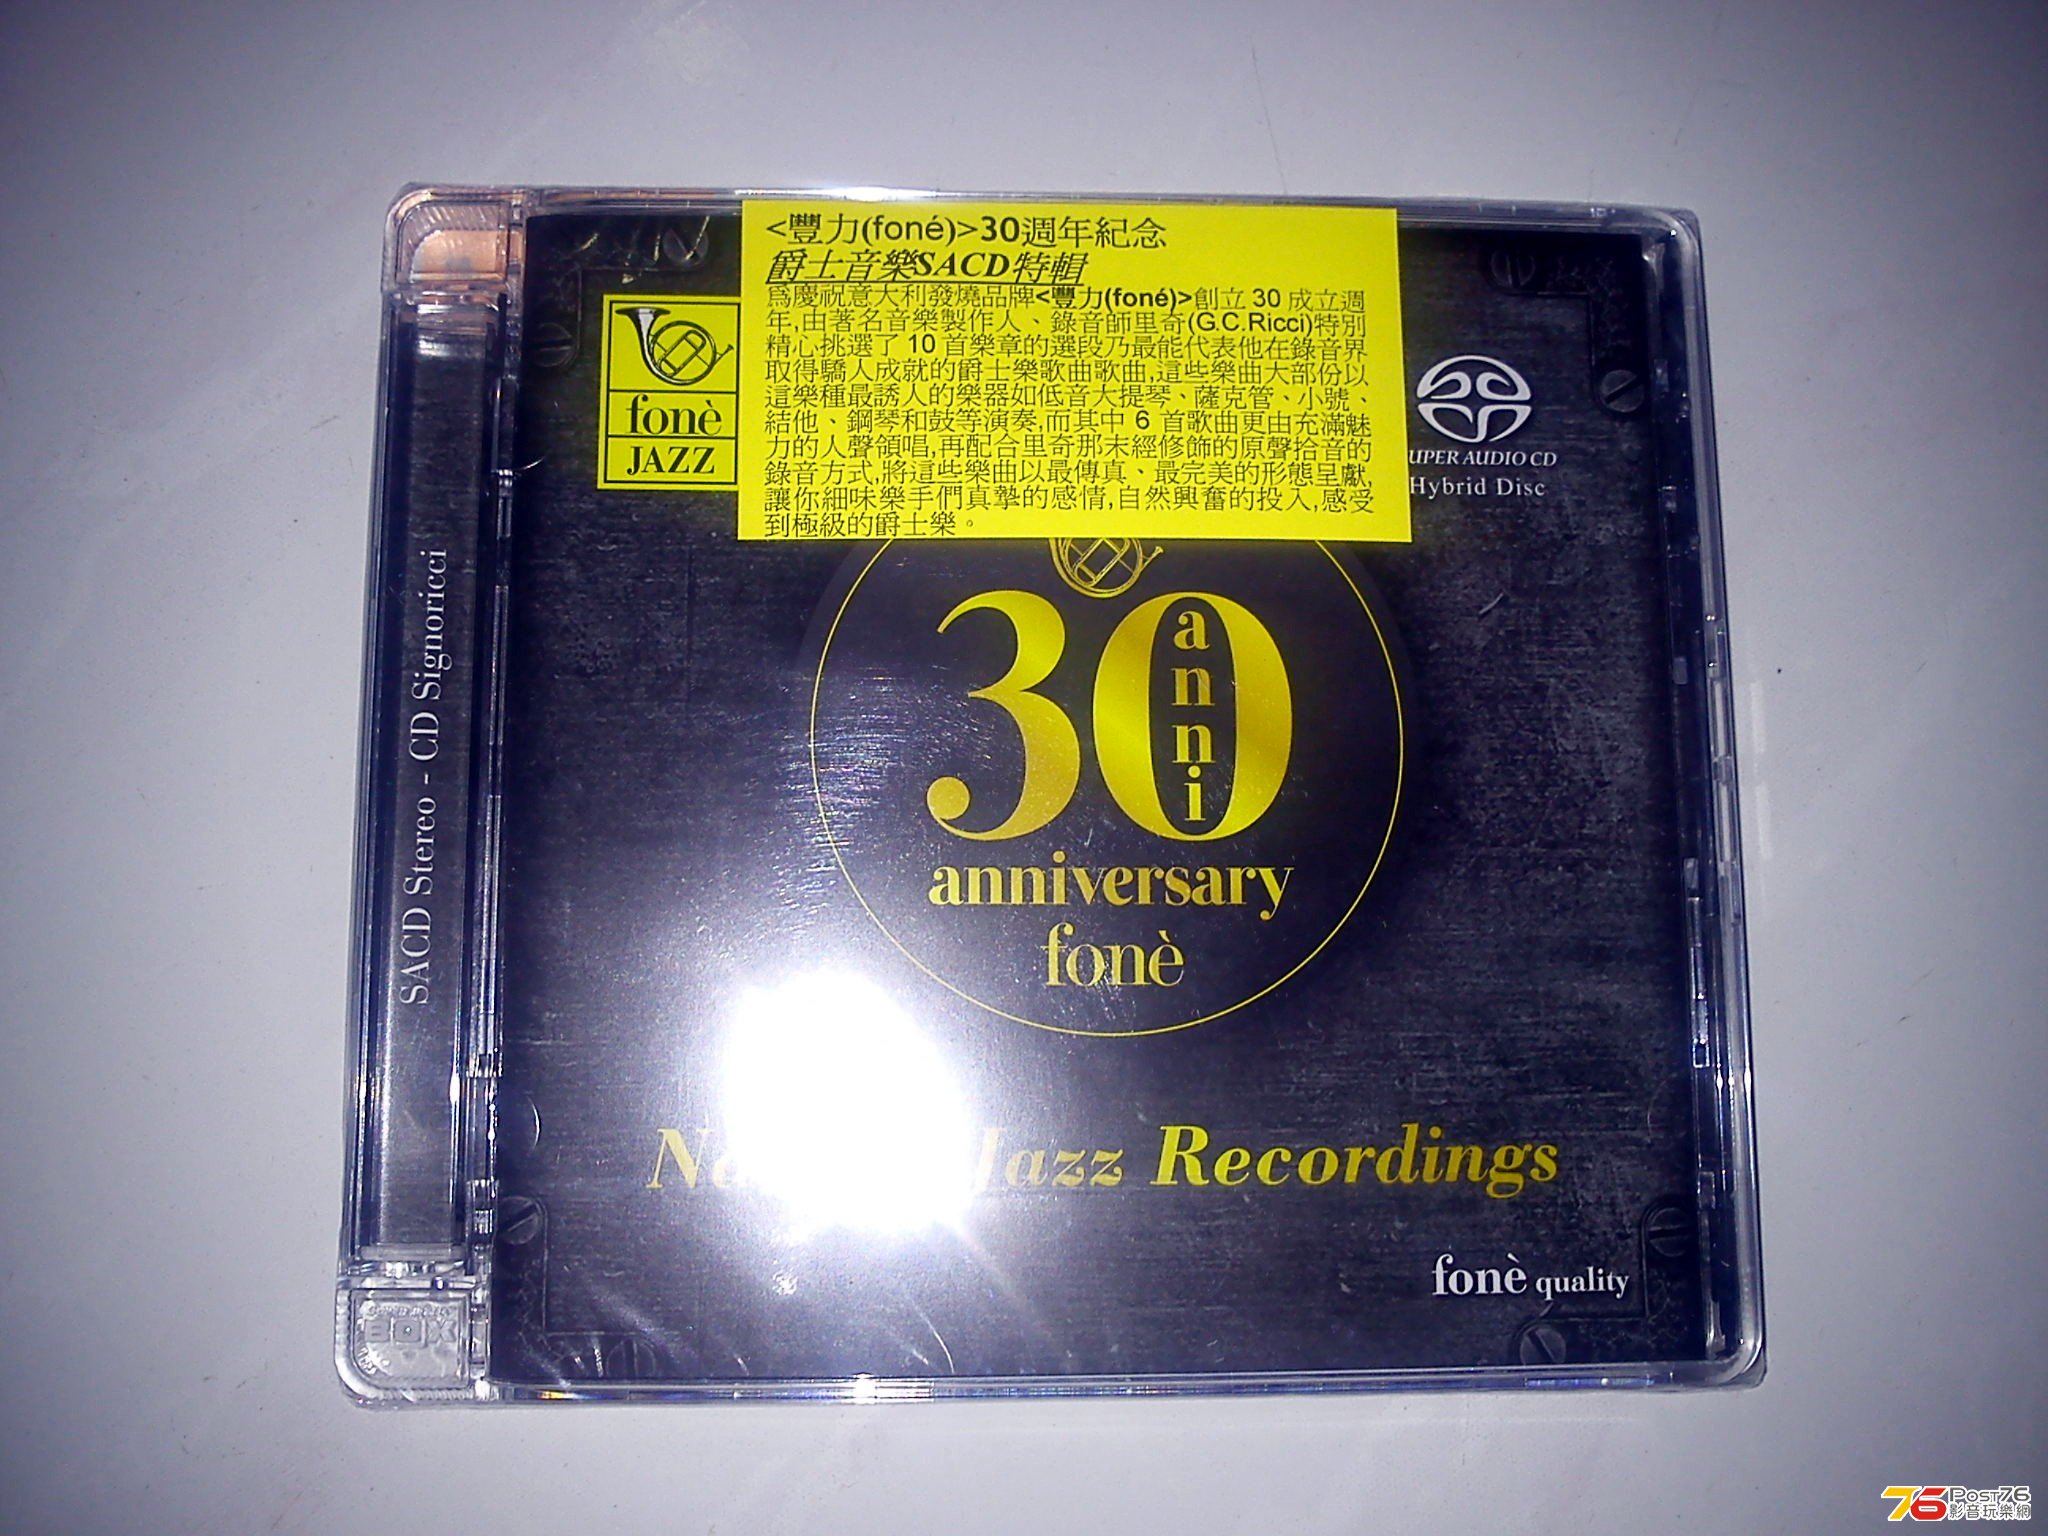 <豐力(foné)>30週年紀念
爵士音樂SACD特輯
為慶祝意大利發燒品牌<豐力(foné)>創立 30 成立週
年,由著名音樂製作人、錄音師里奇(G.C.Ricci)特別
精心挑選了 10 首樂章的選段乃最能代表他在錄音界
取得驕人成就的爵士樂歌曲歌曲,這些樂曲大部份以
這樂種最誘人的樂器如低音大提琴、薩克管、小號、
結他、鋼琴和鼓等演奏,而其中 6 首歌曲更由充滿魅
力的人聲領唱,再配合里奇那末經修飾的原聲拾音的
錄音方式,將這些樂曲以最傳真、最完美的形態呈獻,
讓你細味樂手們真摯的感情,自然興奮的投入,感受
到極級的爵士樂。
fonè
JAZZ
UPER AUDIO CD
Hybrid Disc
SACD Stereo - CD Signoricci
30
anni
anniversary
fonè
Jazz Recordings
fonè quality
BOX
76 Post76
影音玩樂網